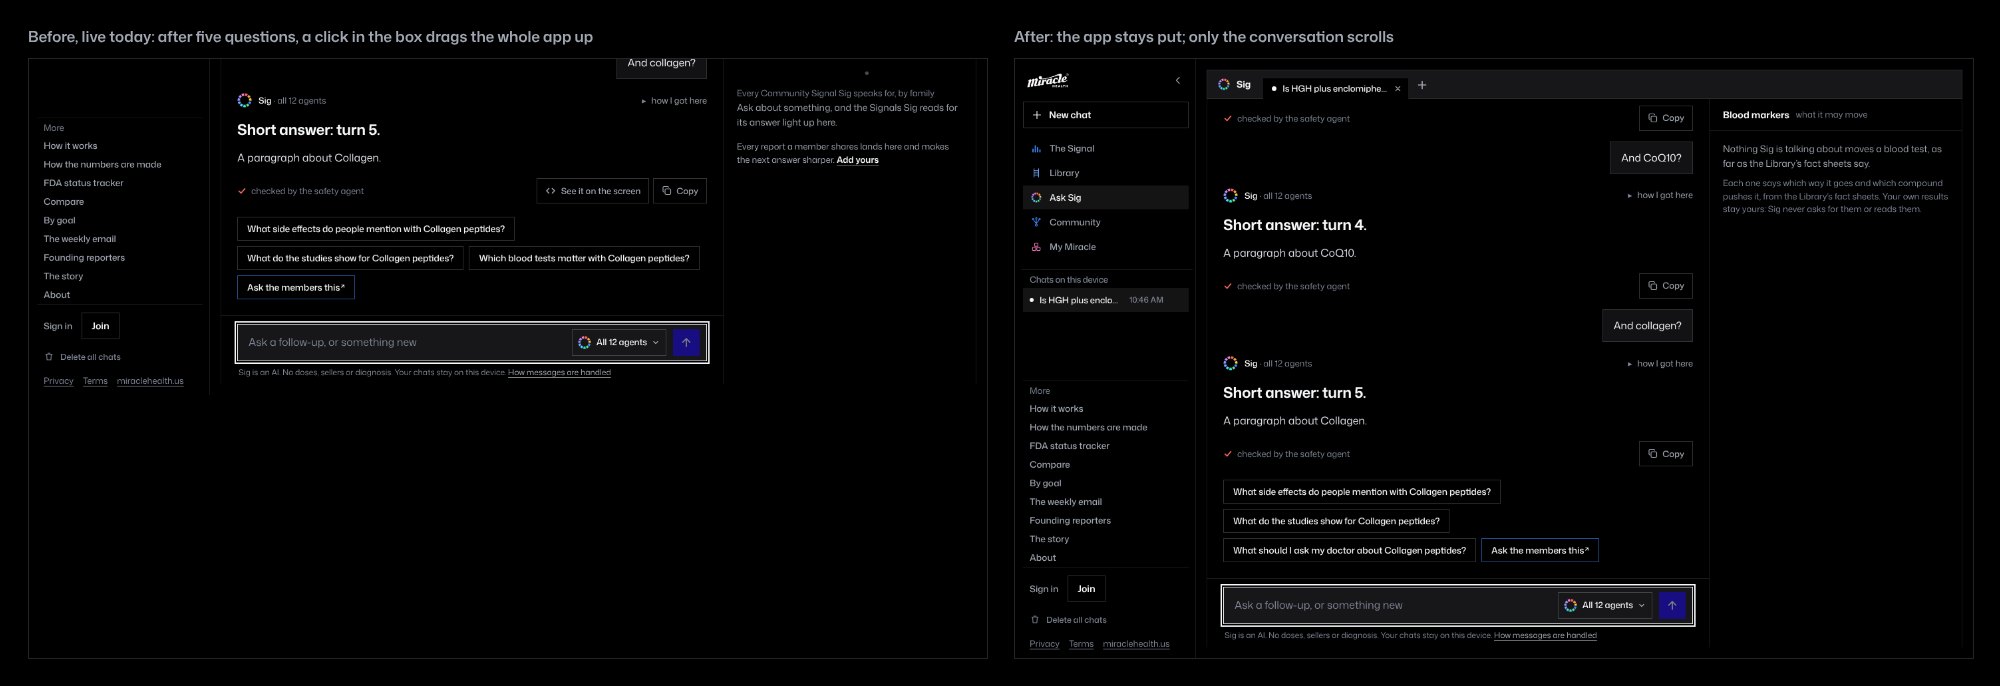 Before, live today: after five questions, a click in the box drags the whole app up
And collagen?
Sig · all 12 agents
▸ how I got here
Short answer: turn 5.
A paragraph about Collagen.
checked by the safety agent
See it on the screen
Copy
What side effects do people mention with Collagen peptides?
What do the studies show for Collagen peptides?
Which blood tests matter with Collagen peptides?
Ask the members this↗
Ask a follow-up, or something new
All 12 agents
Sig is an AI. No doses, sellers or diagnosis. Your chats stay on this device. How messages are handled
More
How it works
How the numbers are made
FDA status tracker
Compare
By goal
The weekly email
Founding reporters
The story
About
Sign in
Join
Delete all chats
Privacy
Terms
miraclehealth.us
Every Community Signal Sig speaks for, by family
Ask about something, and the Signals Sig reads for
its answer light up here.
Every report a member shares lands here and makes
the next answer sharper. Add yours
After: the app stays put; only the conversation scrolls
Miracle
HEALTH
New chat
The Signal
Library
Ask Sig
Community
My Miracle
Chats on this device
Is HGH plus enclo...
10:46 AM
More
How it works
How the numbers are made
FDA status tracker
Compare
By goal
The weekly email
Founding reporters
The story
About
Sign in
Join
Delete all chats
Privacy
Terms
miraclehealth.us
Sig
Is HGH plus enclomiphe...
checked by the safety agent
Copy
And CoQ10?
Sig · all 12 agents
▸ how I got here
Short answer: turn 4.
A paragraph about CoQ10.
checked by the safety agent
Copy
And collagen?
Sig · all 12 agents
▸ how I got here
Short answer: turn 5.
A paragraph about Collagen.
checked by the safety agent
Copy
What side effects do people mention with Collagen peptides?
What do the studies show for Collagen peptides?
What should I ask my doctor about Collagen peptides?
Ask the members this↗
Ask a follow-up, or something new
All 12 agents
Sig is an AI. No doses, sellers or diagnosis. Your chats stay on this device. How messages are handled
Blood markers what it may move
Nothing Sig is talking about moves a blood test, as
far as the Library's fact sheets say.
Each one says which way it goes and which compound
pushes it, from the Library's fact sheets. Your own results
stay yours: Sig never asks for them or reads them.